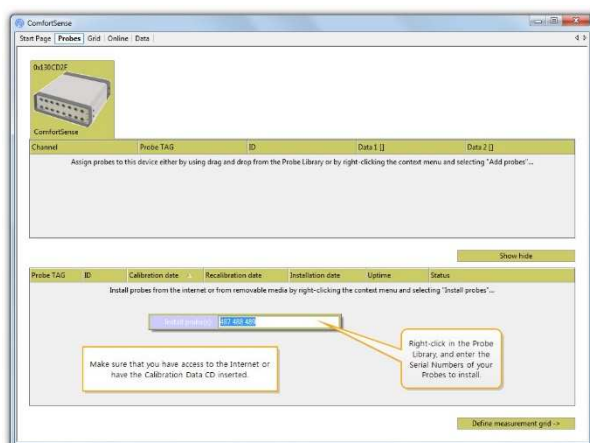 ComfortSense
Start Page Probes Grid Online Data
0x130CD2F
ComfortSense
Channel Probe TAG ID Data 1 [] Data 2 []
Assign probes to this device either by using drag and drop from the Probe Library or by right-clicking the context menu and selecting "Add probes"...
Show hide
Probe TAG ID Calibration date Recalibration date Installation date Uptime Status
Install probes from the internet or from removable media by right-clicking the context menu and selecting "Install probes"...
Install probe(s) 487 488 489
Right-click in the Probe
Library, and enter the
Serial Numbers of your
Probes to install.
Make sure that you have access to the Internet or
have the Calibration Data CD inserted.
Define measurement grid ->